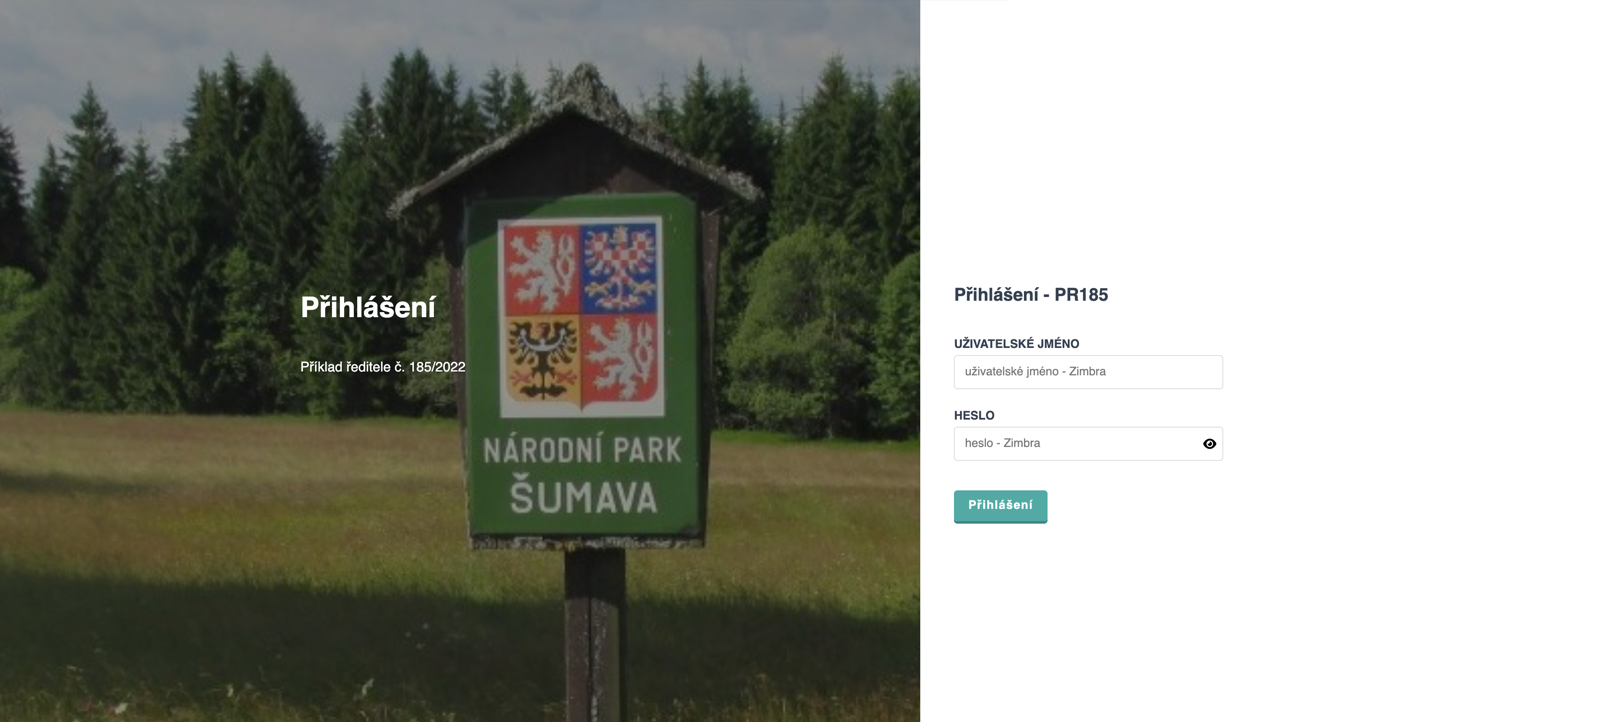 Přihlášení
Příklad ředitele č. 185/2022
NÁRODNÍ PARK
ŠUMAVA
Přihlášení - PR185
UŽIVATELSKÉ JMÉNO
uživatelské jméno - Zimbra
HESLO
heslo - Zimbra
Přihlášení